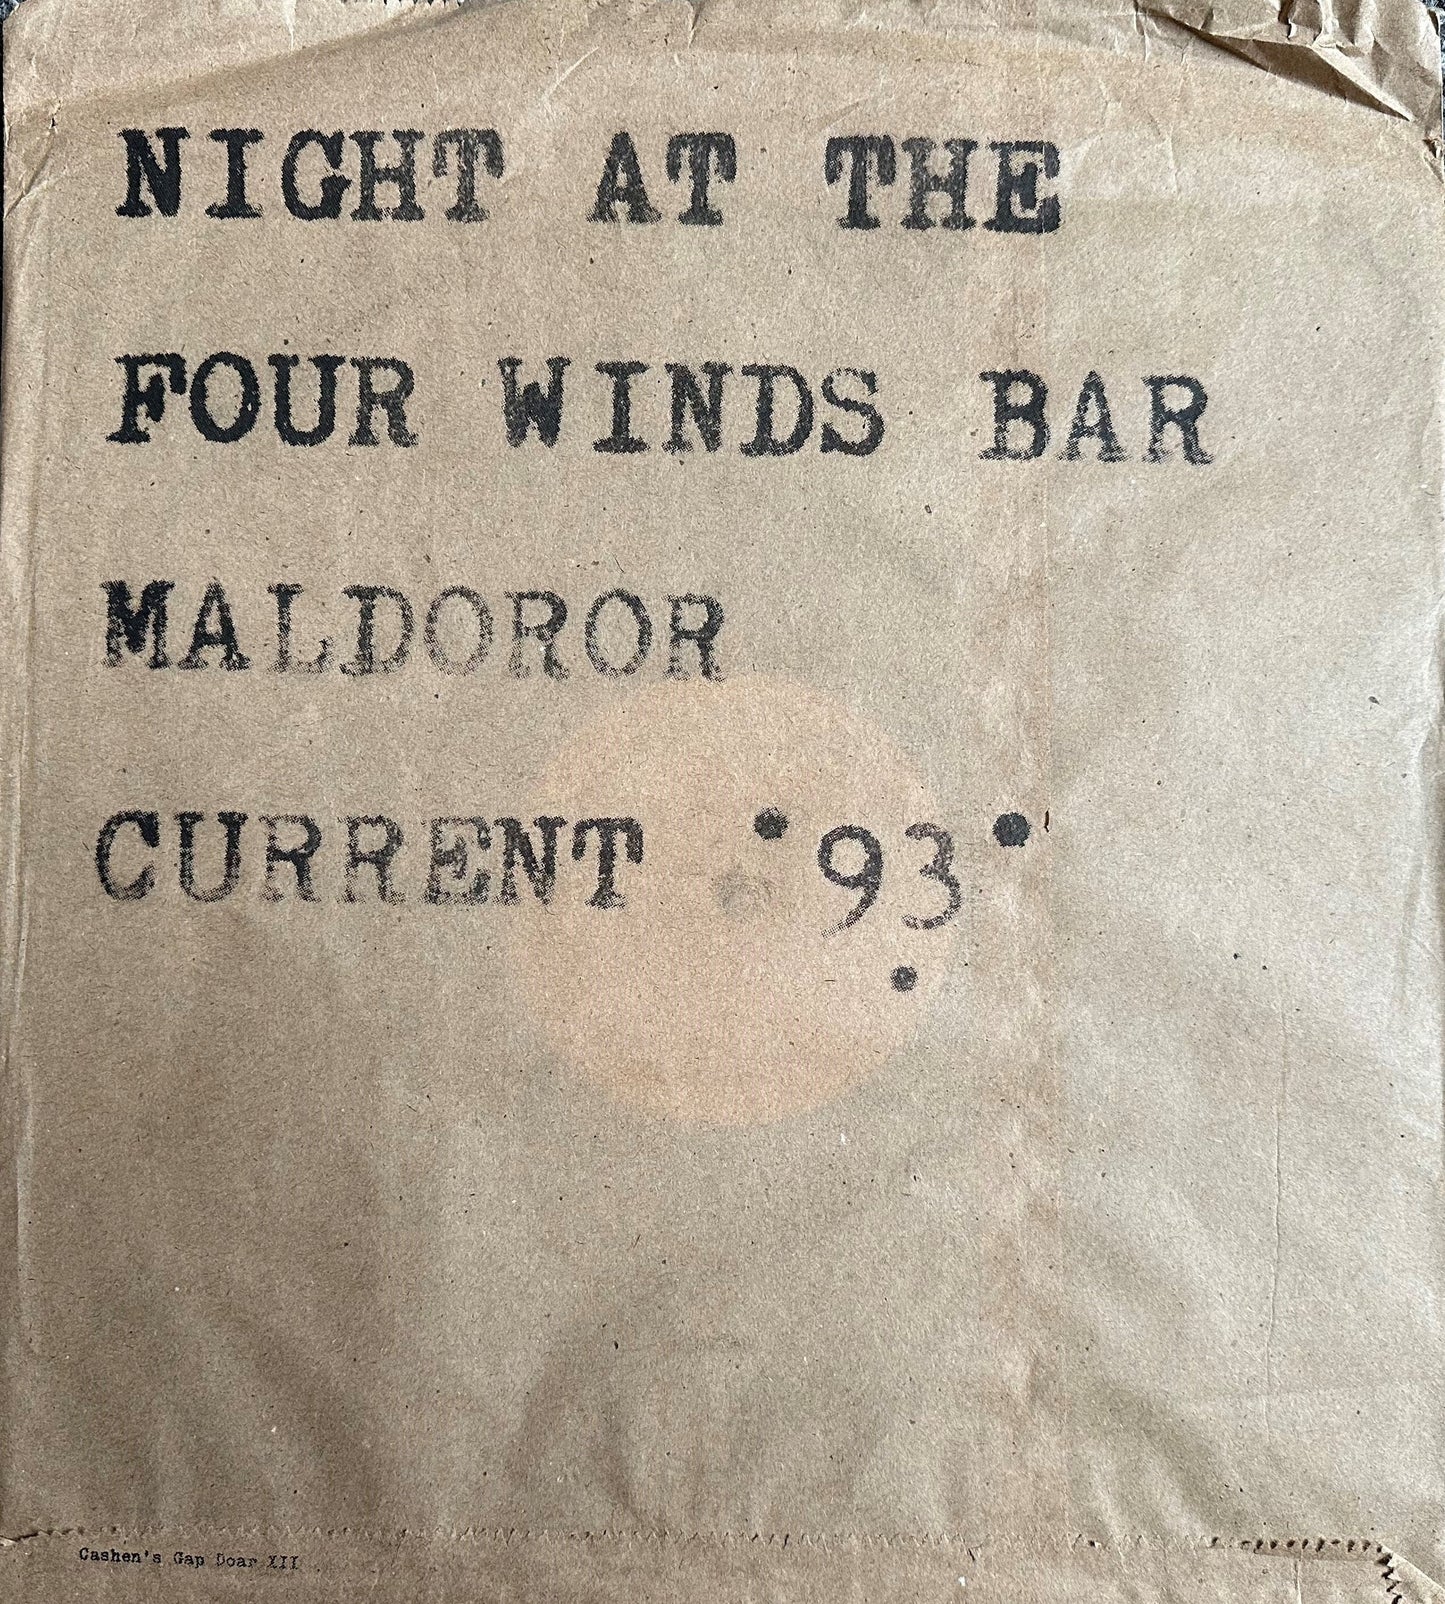 NIGHT AT THE
FOUR WINDS BAR
MALDOROR
CURRENT '93'
Cashen's Gap Doar XII